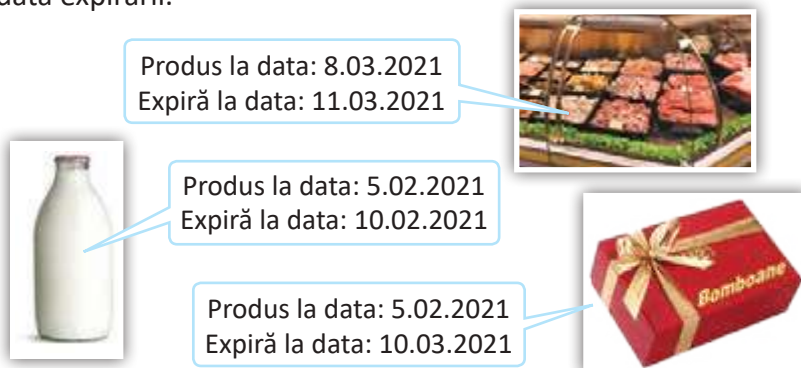 data expirării.
Produs la data: 8.03.2021
Expiră la data: 11.03.2021
Produs la data: 5.02.2021
Expiră la data: 10.02.2021
Bomboane
Produs la data: 5.02.2021
Expiră la data: 10.03.2021